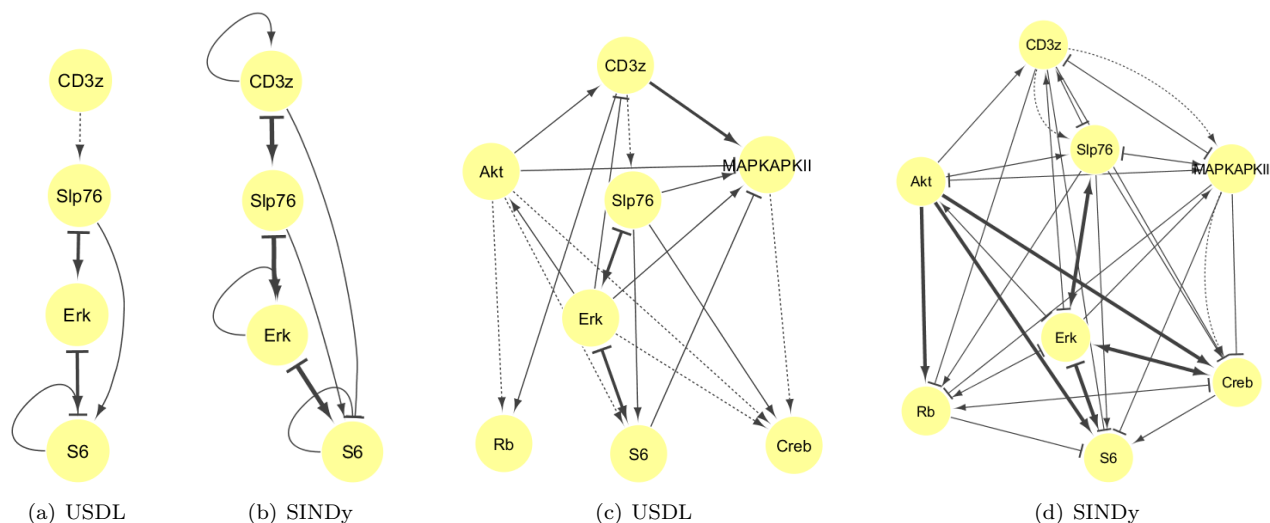 CD3z
Slp76
Erk
S6
(a) USDL
CD3z
Slp76
Erk
S6
(b) SINDy
CD3z
Akt
MAPKAPKII
Slp76
Erk
Rb
S6
Creb
(c) USDL
CD3z
Slp76
Akt
MAPKAPKII
Erk
Creb
Rb
S6
(d) SINDy